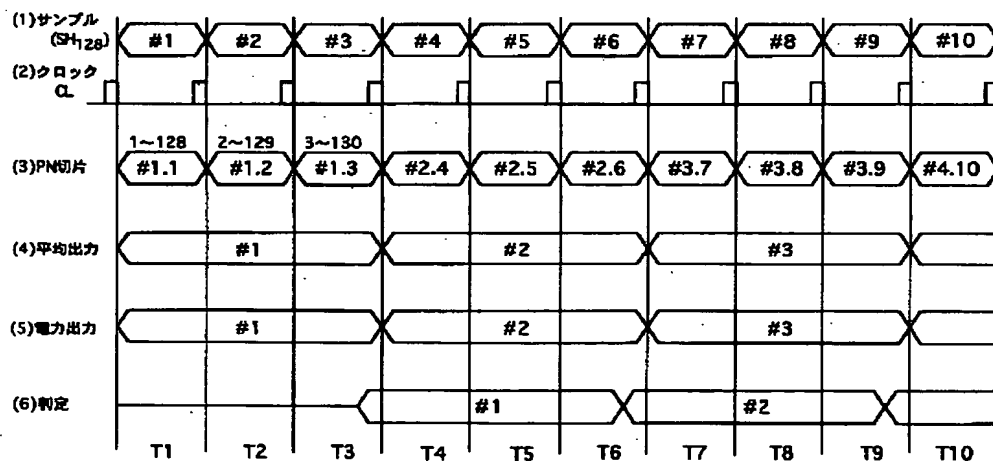 (1)サンプル
(SH128) #1 #2 #3 #4 #5 #6 #7 #8 #9 #10
(2)クロック
CL
1~128 2~129 3~130
(3)PN切片 #1.1 #1.2 #1.3 #2.4 #2.5 #2.6 #3.7 #3.8 #3.9 #4.10
(4)平均出力 #1 #2 #3
(5)電力出力 #1 #2 #3
(6)判定 #1 #2
T1 T2 T3 T4 T5 T6 T7 T8 T9 T10